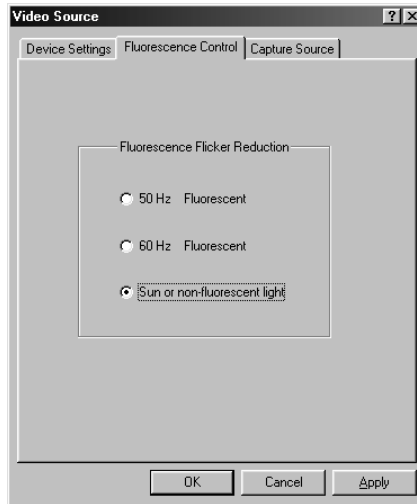 Video Source
Device Settings Fluorescence Control Capture Source
Fluorescence Flicker Reduction
50 Hz Fluorescent
60 Hz Fluorescent
Sun or non-fluorescent light
OK Cancel Apply